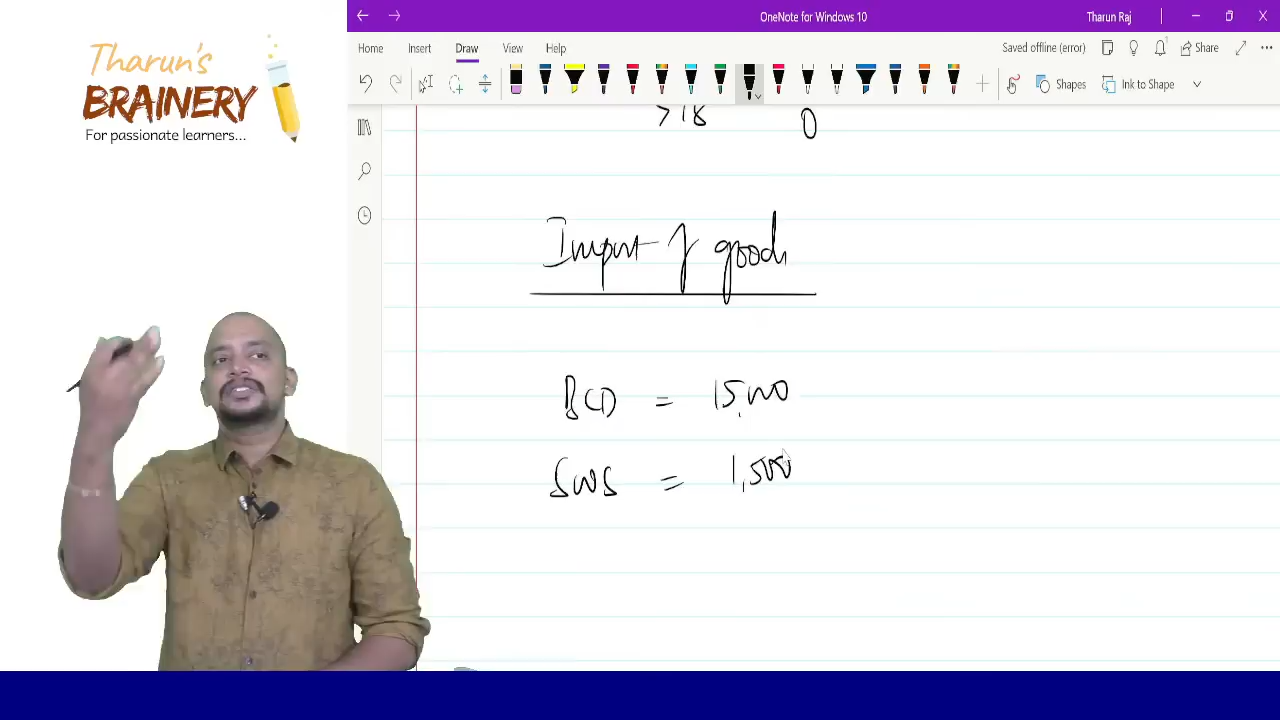 Tharun's
BRAINERY
For passionate learners...
OneNote for Windows 10
Tharun Raj
Home Insert Draw View Help
Saved offline (error)
Share
Shapes
Ink to Shape
>18 0
Import of goods
BCD = 15,000
SWS = 1,500